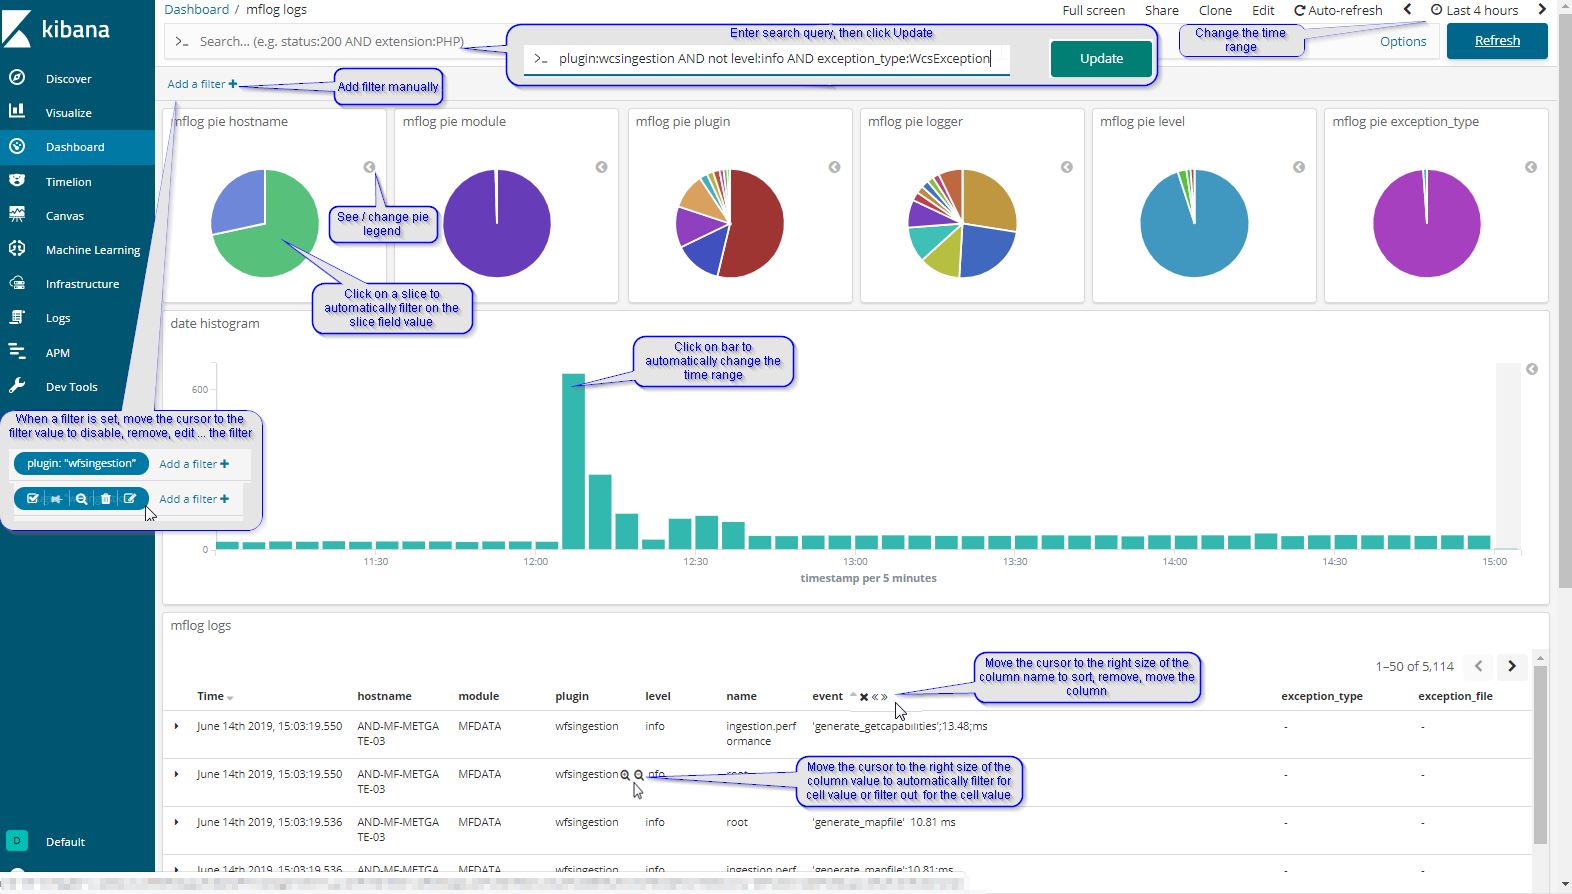 Dashboard / mflog logs
Full screen Share Clone Edit Auto-refresh Last 4 hours
kibana
>_ Search... (e.g. status:200 AND extension:PHP)
Enter search query, then click Update
>_ plugin:wcsingestion AND not level:info AND exception_type:WcsException
Update
Change the time
range
Options
Refresh
Add a filter +
Add filter manually
Discover
Visualize
Dashboard
Timelion
Canvas
Machine Learning
Infrastructure
Logs
APM
Dev Tools
mflog pie hostname
mflog pie module
mflog pie plugin
mflog pie logger
mflog pie level
mflog pie exception_type
See / change pie
legend
Click on a slice to
automatically filter on the
slice field value
date histogram
Click on bar to
automatically change the
time range
600
0
11:30 12:00 12:30 13:00 13:30 14:00 14:30 15:00
timestamp per 5 minutes
When a filter is set, move the cursor to the
filter value to disable, remove, edit ... the filter
plugin: "wfsingestion" Add a filter +
Add a filter +
mflog logs
1–50 of 5,114
Move the cursor to the right size of the
column name to sort, remove, move the
column
Time hostname module plugin level name event exception_type exception_file
June 14th 2019, 15:03:19.550 AND-MF-METGA MFDATA wfsingestion info ingestion.perf 'generate_getcapabilities';13.48;ms - -
TE-03 ormance
June 14th 2019, 15:03:19.550 AND-MF-METGA MFDATA wfsingestion info root - -
TE-03
Move the cursor to the right size of the
column value to automatically filter for
cell value or filter out for the cell value
June 14th 2019, 15:03:19.536 AND-MF-METGA MFDATA wfsingestion info root 'generate_mapfile' 10.81 ms - -
TE-03
June 14th 2019, 15:03:19.536 AND-MF-METGA MFDATA wfsingestion info ingestion.perf 'generate_mapfile';10.81;ms - -
D Default